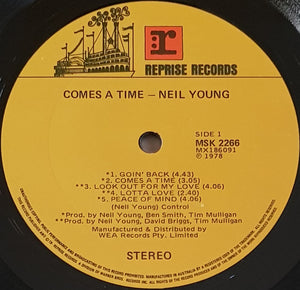 r
REPRISE RECORDS
COMES A TIME – NEIL YOUNG
SIDE 1
MSK 2266
MX186091
℗ 1978
*1. GOIN' BACK (4.43)
*2. COMES A TIME (3.05)
**3. LOOK OUT FOR MY LOVE (4.06)
**4. LOTTA LOVE (2.40)
*5. PEACE OF MIND (4.06)
(Neil Young) Control
*Prod. by Neil Young, Ben Smith, Tim Mulligan
**Prod. by Neil Young, David Briggs, Tim Mulligan
Manufactured & Distributed by
WEA Records Pty. Limited
STEREO